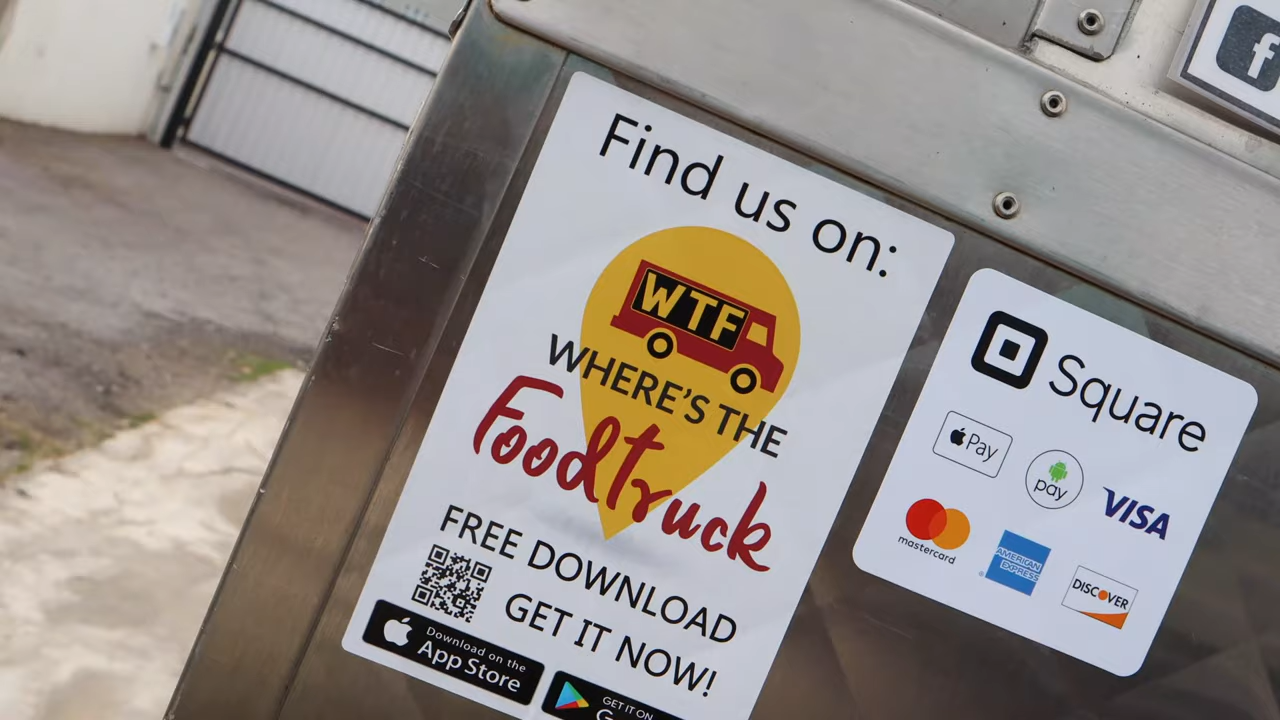 Find us on:
WTF
WHERE'S THE
Foodtruck
FREE DOWNLOAD
GET IT NOW!
Download on the
App Store
GET IT ON
f
Square
Pay
pay
VISA
mastercard
AMERICAN
EXPRESS
DISCOVER